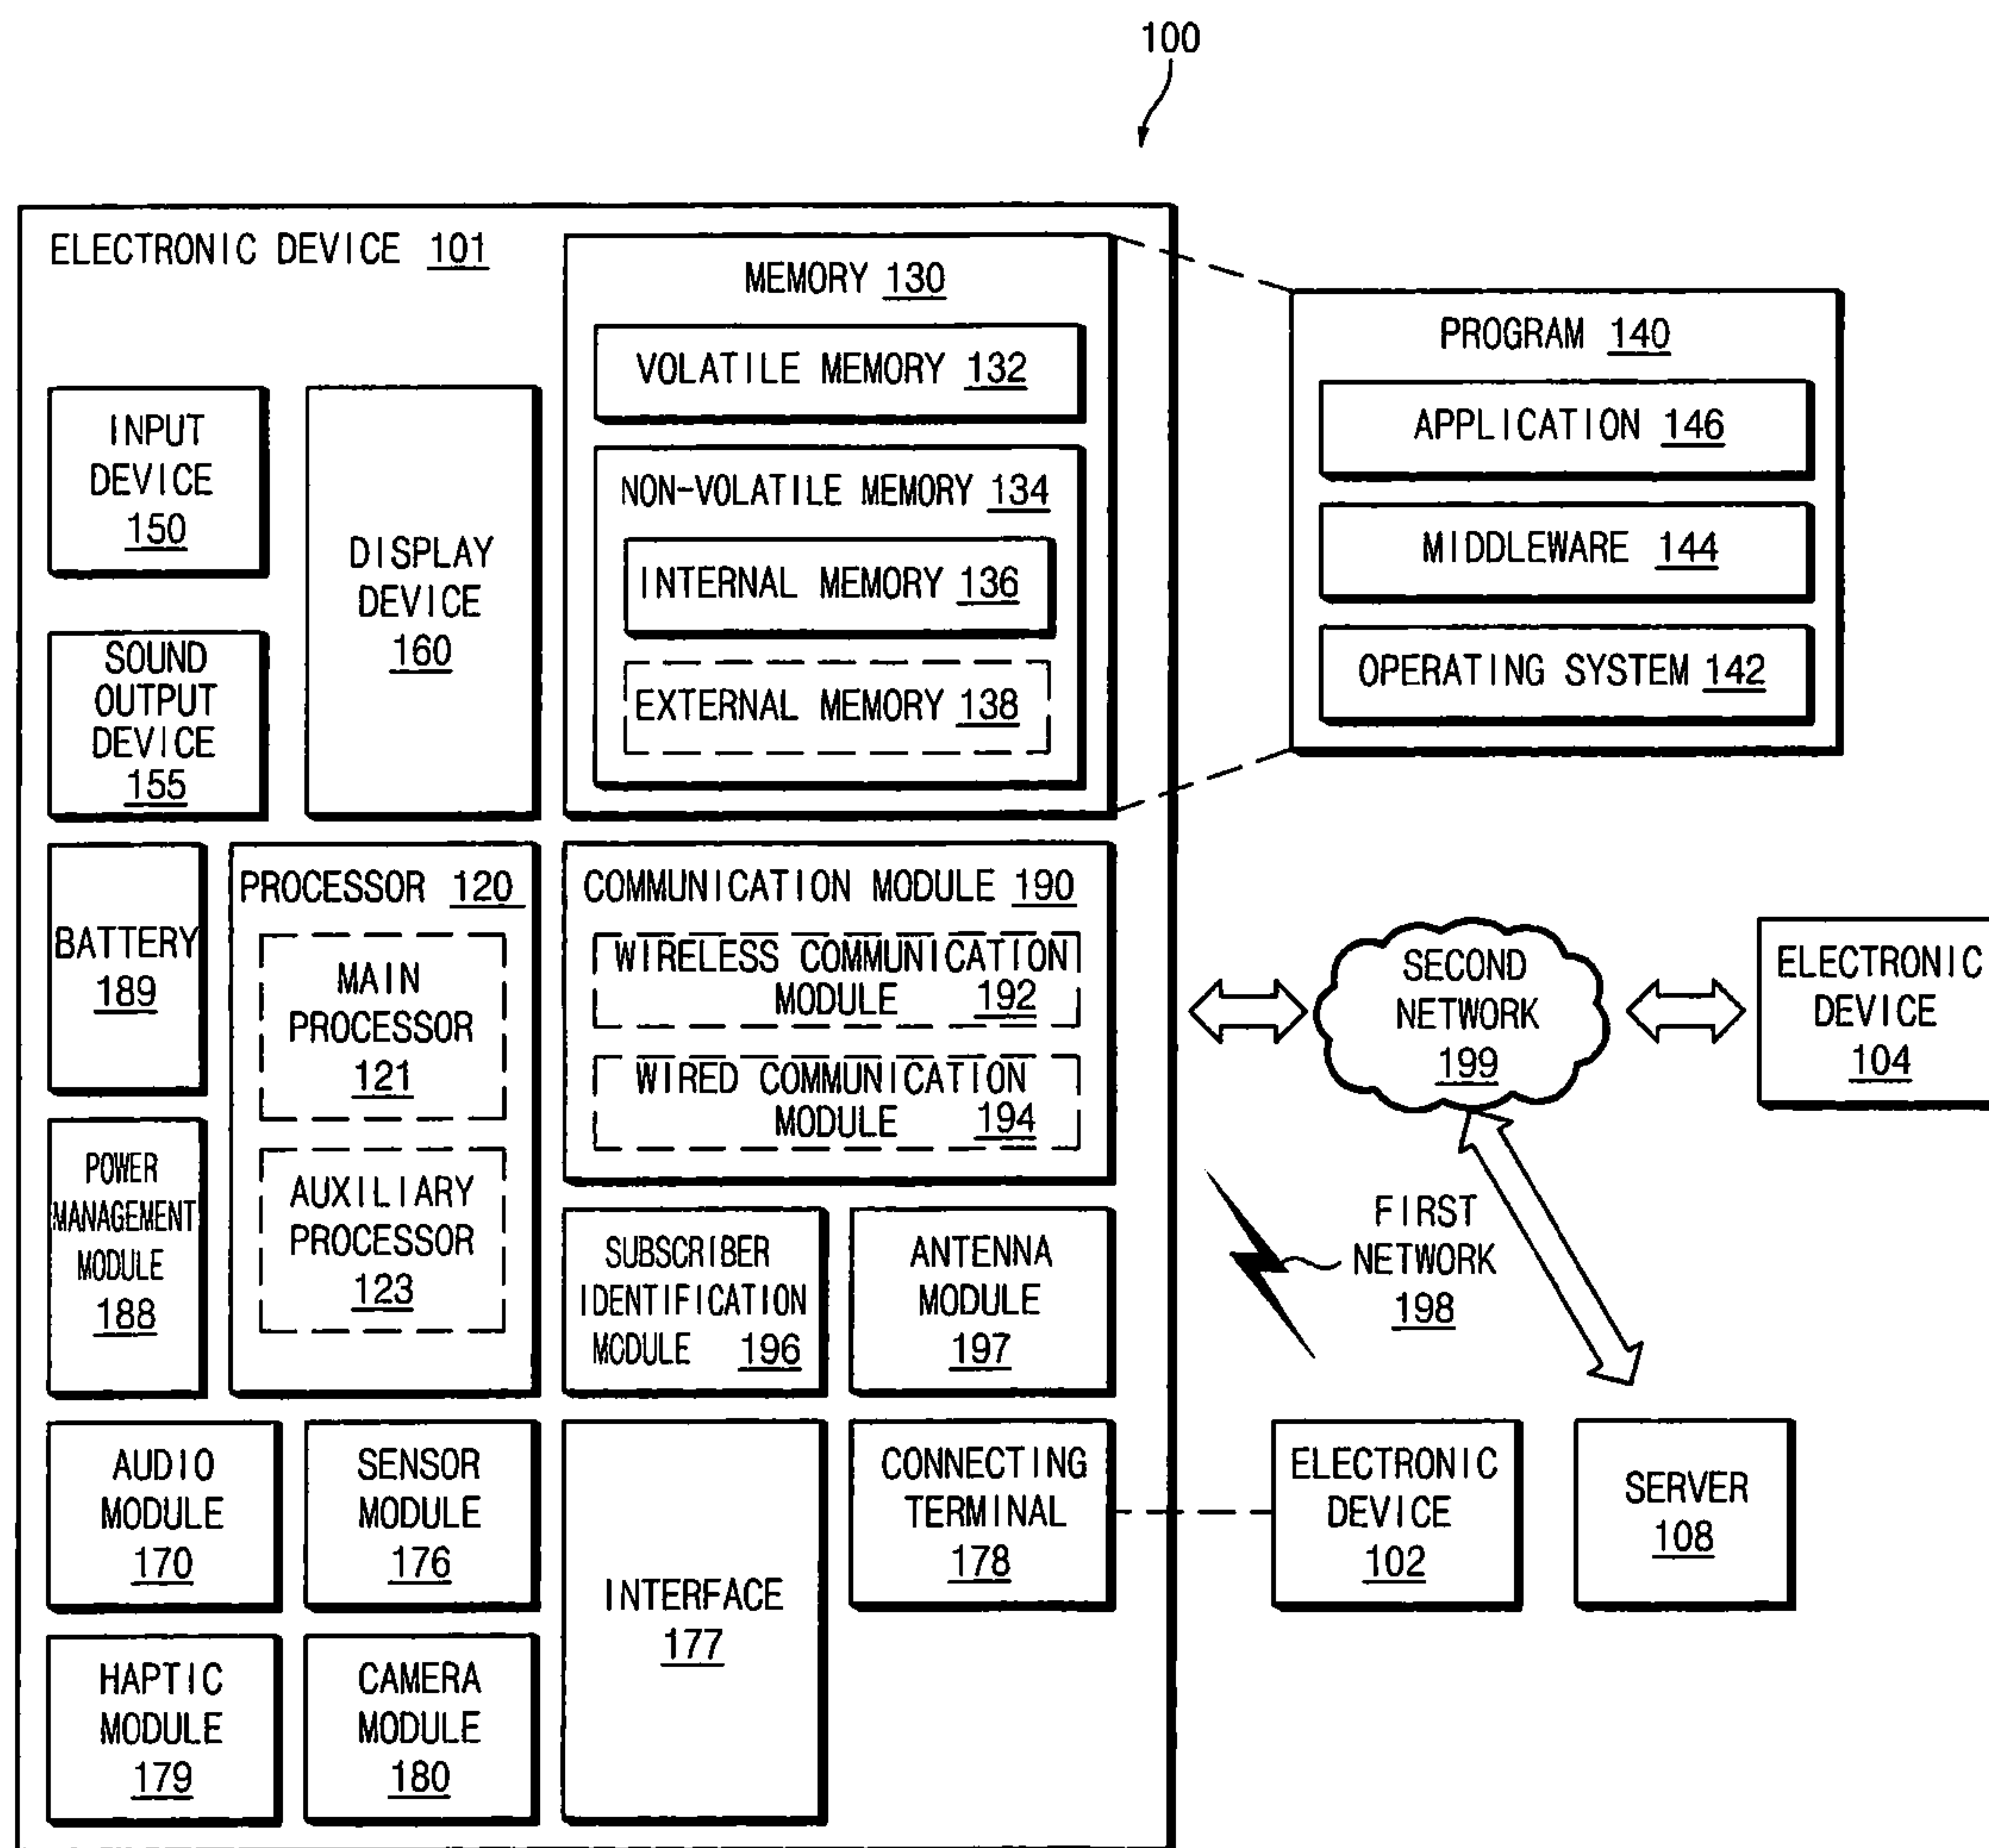 100
ELECTRONIC DEVICE 101
MEMORY 130
VOLATILE MEMORY 132
NON-VOLATILE MEMORY 134
INTERNAL MEMORY 136
EXTERNAL MEMORY 138
PROGRAM 140
APPLICATION 146
MIDDLEWARE 144
OPERATING SYSTEM 142
INPUT
DEVICE
150
DISPLAY
DEVICE
160
SOUND
OUTPUT
DEVICE
155
BATTERY
189
PROCESSOR 120
MAIN
PROCESSOR
121
AUXILIARY
PROCESSOR
123
COMMUNICATION MODULE 190
WIRELESS COMMUNICATION
MODULE 192
WIRED COMMUNICATION
MODULE 194
SECOND
NETWORK
199
ELECTRONIC
DEVICE
104
POWER
MANAGEMENT
MODULE
188
SUBSCRIBER
IDENTIFICATION
MODULE 196
ANTENNA
MODULE
197
FIRST
NETWORK
198
AUDIO
MODULE
170
SENSOR
MODULE
176
INTERFACE
177
CONNECTING
TERMINAL
178
ELECTRONIC
DEVICE
102
SERVER
108
HAPTIC
MODULE
179
CAMERA
MODULE
180